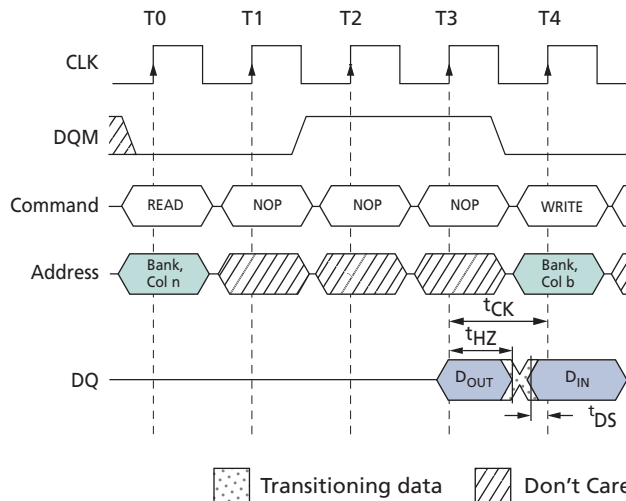 T0 T1 T2 T3 T4
CLK
DQM
Command READ NOP NOP NOP WRITE
Address Bank, Col n Bank, Col b
tCK
tHZ
DQ DOUT DIN
tDS
Transitioning data Don't Care